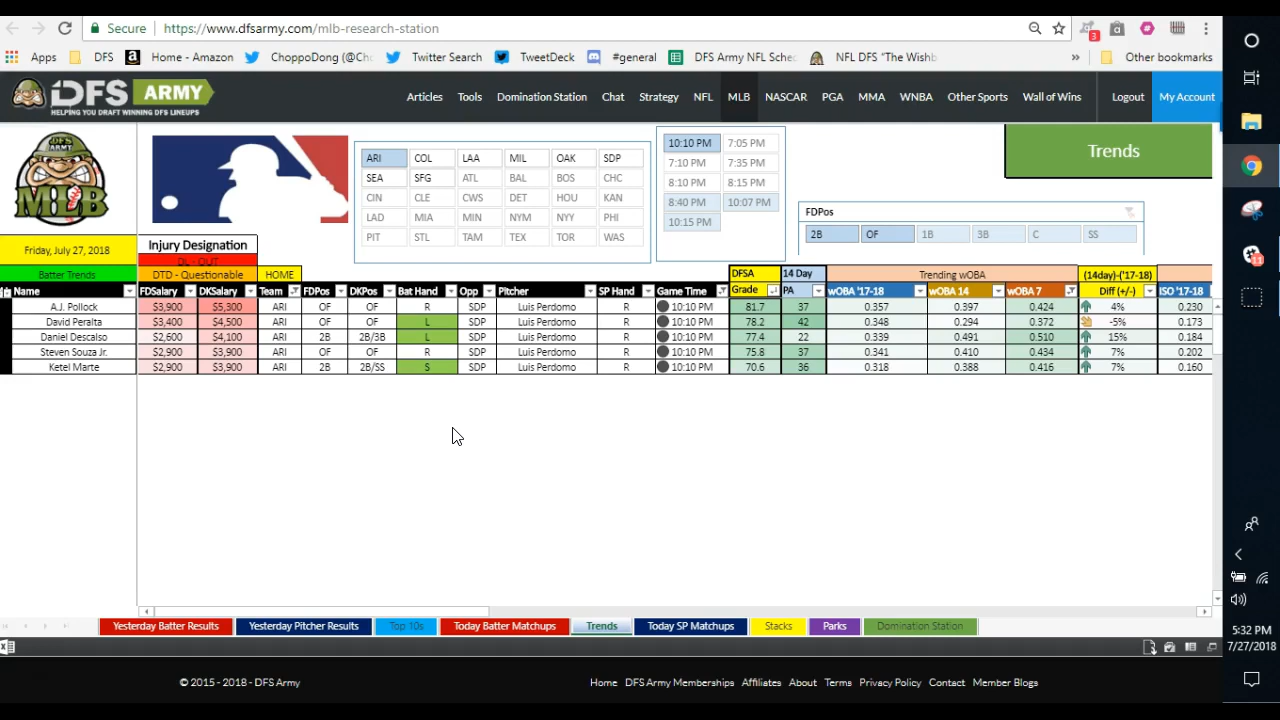 Secure https://www.dfsarmy.com/mlb-research-station
3
Apps DFS Home - Amazon ChoppoDong (@Cho Twitter Search TweetDeck #general DFS Army NFL Sched NFL DFS "The Wishb » Other bookmarks
DFS ARMY
HELPING YOU DRAFT WINNING DFS LINEUPS
Articles Tools Domination Station Chat Strategy NFL MLB NASCAR PGA MMA WNBA Other Sports Wall of Wins Logout My Account
DFS ARMY
MLB
ARI COL LAA MIL OAK SDP
SEA SFG ATL BAL BOS CHC
CIN CLE CWS DET HOU KAN
LAD MIA MIN NYM NYY PHI
PIT STL TAM TEX TOR WAS
10:10 PM 7:05 PM
7:10 PM 7:35 PM
8:10 PM 8:15 PM
8:40 PM 10:07 PM
10:15 PM
Trends
FDPos
2B OF 1B 3B C SS
Friday, July 27, 2018 Injury Designation
DL - OUT
Batter Trends DTD - Questionable HOME DFSA 14 Day Trending wOBA (14day)-('17-18)
Name FDSalary DKSalary Team FDPos DKPos Bat Hand Opp Pitcher SP Hand Game Time Grade PA wOBA '17-18 wOBA 14 wOBA 7 Diff (+/-) ISO '17-18
A.J. Pollock $3,900 $5,300 ARI OF OF R SDP Luis Perdomo R 10:10 PM 81.7 37 0.357 0.397 0.424 4% 0.230
David Peralta $3,400 $4,500 ARI OF OF L SDP Luis Perdomo R 10:10 PM 78.2 42 0.348 0.294 0.372 -5% 0.173
Daniel Descalso $2,600 $4,100 ARI 2B 2B/3B L SDP Luis Perdomo R 10:10 PM 77.4 22 0.339 0.491 0.510 15% 0.184
Steven Souza Jr. $2,900 $3,900 ARI OF OF R SDP Luis Perdomo R 10:10 PM 75.8 37 0.341 0.410 0.434 7% 0.202
Ketel Marte $2,900 $3,900 ARI 2B 2B/SS S SDP Luis Perdomo R 10:10 PM 70.6 36 0.318 0.388 0.416 7% 0.160
Yesterday Batter Results Yesterday Pitcher Results Top 10s Today Batter Matchups Trends Today SP Matchups Stacks Parks Domination Station
© 2015 - 2018 - DFS Army Home DFS Army Memberships Affiliates About Terms Privacy Policy Contact Member Blogs
11
5:32 PM
7/27/2018